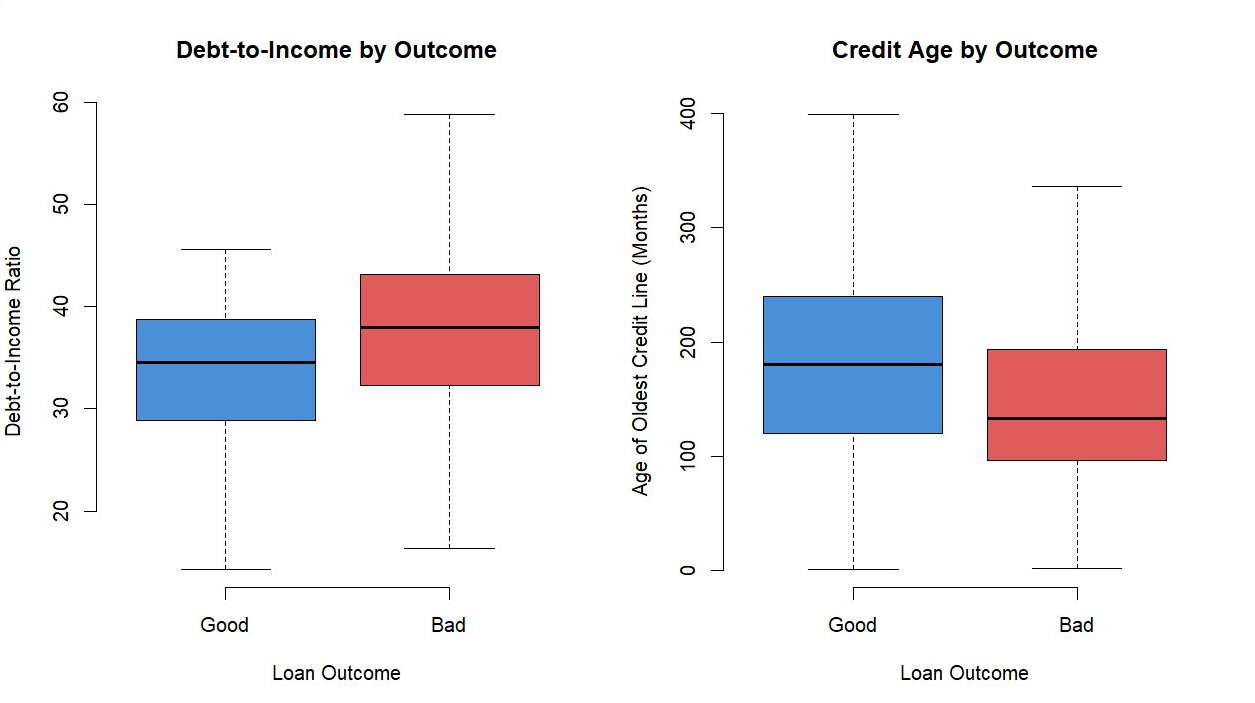 Debt-to-Income by Outcome
Debt-to-Income Ratio
60
50
40
30
20
Good
Bad
Loan Outcome
Credit Age by Outcome
Age of Oldest Credit Line (Months)
400
300
200
100
0
Good
Bad
Loan Outcome